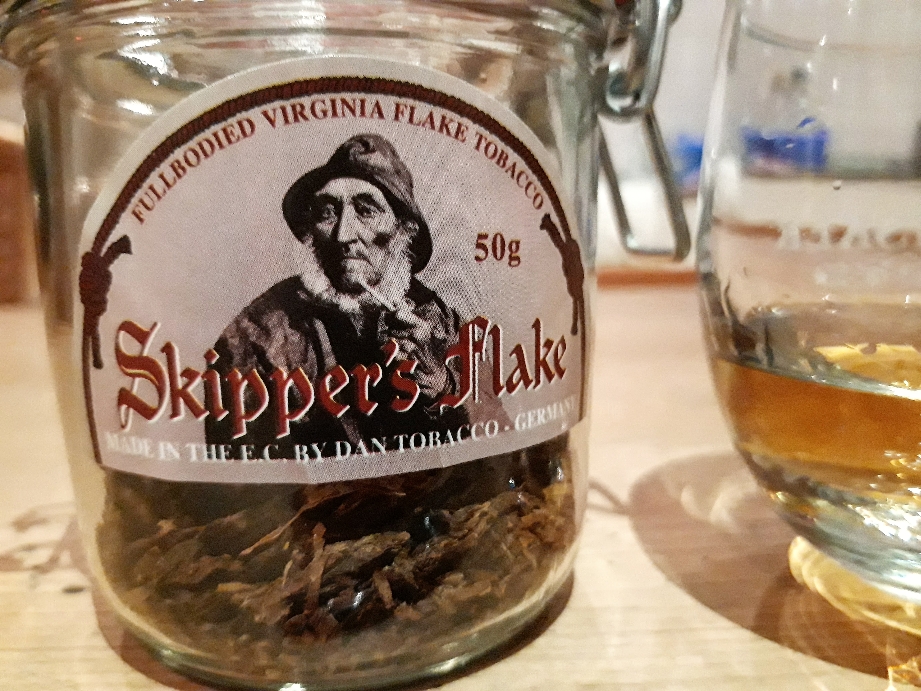 FULLBODIED VIRGINIA FLAKE TOBACCO
50g
Skipper's Flake
MADE IN THE E.C. BY DAN TOBACCO - GERMANY